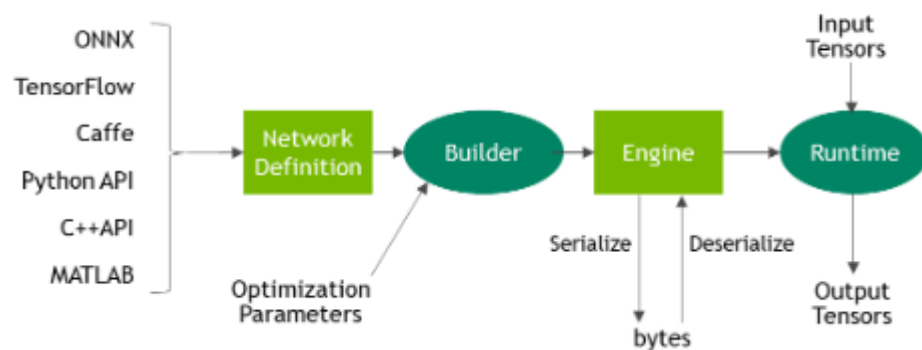 ONNX
TensorFlow
Caffe
Python API
C++API
MATLAB
Network
Definition
Optimization
Parameters
Builder
Engine
Serialize
Deserialize
bytes
Input
Tensors
Runtime
Output
Tensors